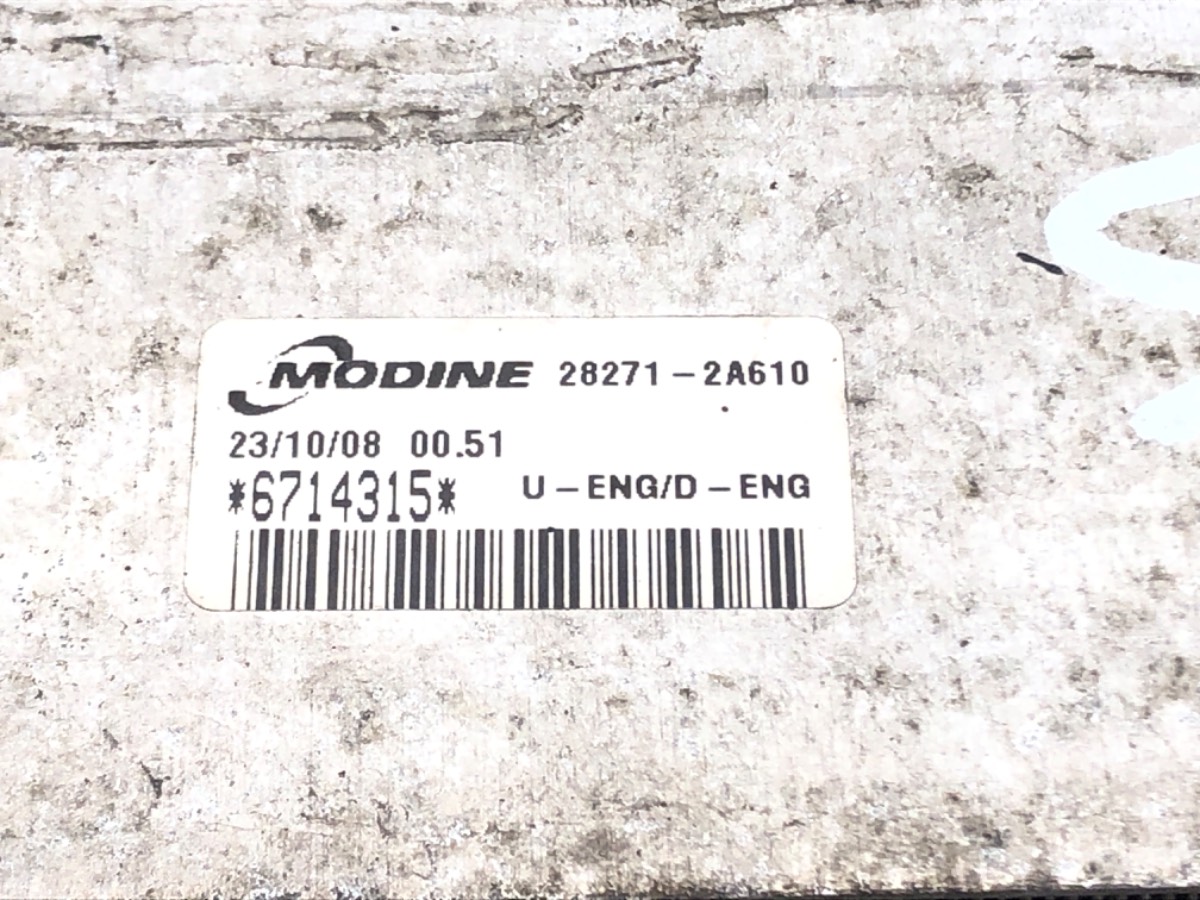 MODINE 28271-2A610
23/10/08 00.51
*6714315* U-ENG/D-ENG